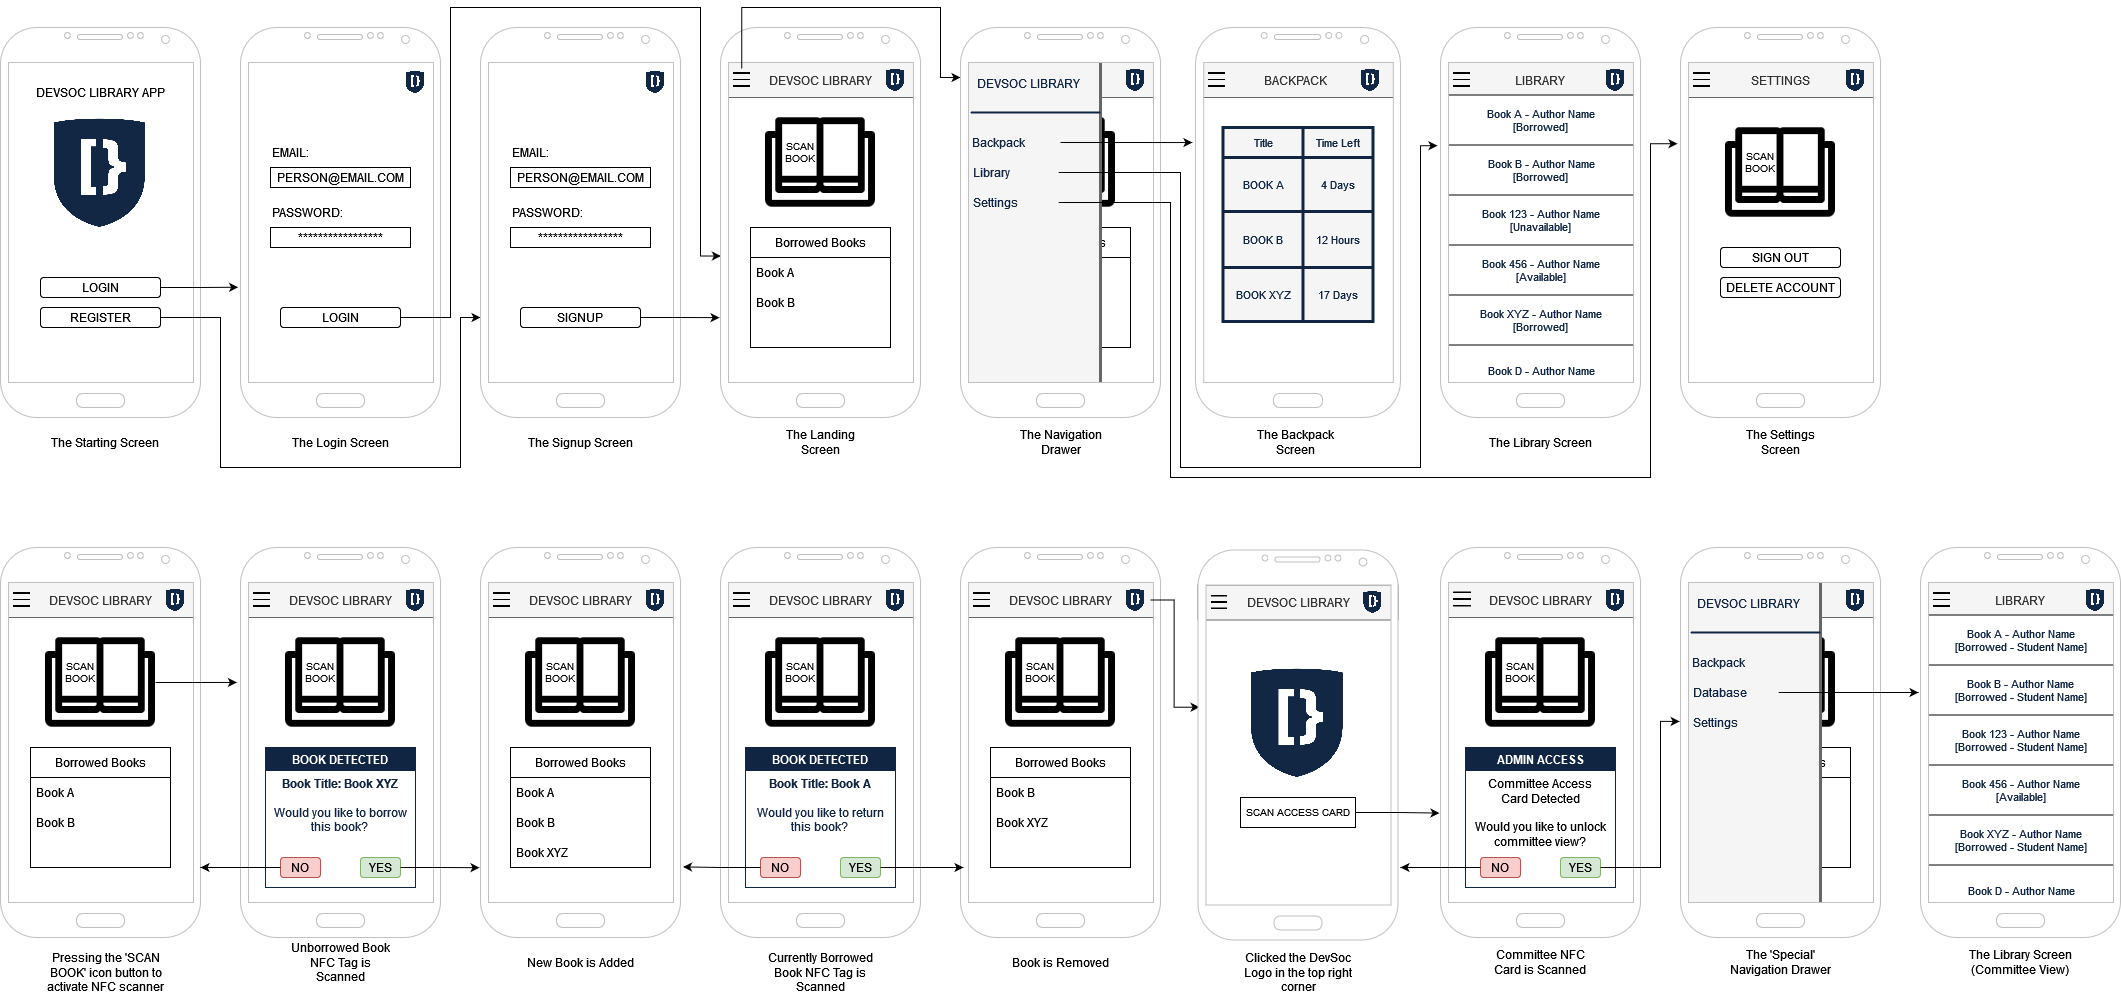 DEVSOC LIBRARY APP
LOGIN
REGISTER
The Starting Screen
EMAIL:
PERSON@EMAIL.COM
PASSWORD:
*****************
LOGIN
The Login Screen
EMAIL:
PERSON@EMAIL.COM
PASSWORD:
*****************
SIGNUP
The Signup Screen
DEVSOC LIBRARY
SCAN
BOOK
Borrowed Books
Book A
Book B
The Landing
Screen
DEVSOC LIBRARY
Backpack
Library
Settings
s
The Navigation
Drawer
BACKPACK
Title Time Left
BOOK A 4 Days
BOOK B 12 Hours
BOOK XYZ 17 Days
The Backpack
Screen
LIBRARY
Book A - Author Name
[Borrowed]
Book B - Author Name
[Borrowed]
Book 123 - Author Name
[Unavailable]
Book 456 - Author Name
[Available]
Book XYZ - Author Name
[Borrowed]
Book D - Author Name
The Library Screen
SETTINGS
SCAN
BOOK
SIGN OUT
DELETE ACCOUNT
The Settings
Screen
DEVSOC LIBRARY
SCAN
BOOK
Borrowed Books
Book A
Book B
Pressing the 'SCAN
BOOK' icon button to
activate NFC scanner
DEVSOC LIBRARY
SCAN
BOOK
BOOK DETECTED
Book Title: Book XYZ
Would you like to borrow
this book?
NO YES
Unborrowed Book
NFC Tag is
Scanned
DEVSOC LIBRARY
SCAN
BOOK
Borrowed Books
Book A
Book B
Book XYZ
New Book is Added
DEVSOC LIBRARY
SCAN
BOOK
BOOK DETECTED
Book Title: Book A
Would you like to return
this book?
NO YES
Currently Borrowed
Book NFC Tag is
Scanned
DEVSOC LIBRARY
SCAN
BOOK
Borrowed Books
Book B
Book XYZ
Book is Removed
DEVSOC LIBRARY
SCAN ACCESS CARD
Clicked the DevSoc
Logo in the top right
corner
DEVSOC LIBRARY
SCAN
BOOK
ADMIN ACCESS
Committee Access
Card Detected
Would you like to unlock
committee view?
NO YES
Committee NFC
Card is Scanned
DEVSOC LIBRARY
Backpack
Database
Settings
s
The 'Special'
Navigation Drawer
LIBRARY
Book A - Author Name
[Borrowed - Student Name]
Book B - Author Name
[Borrowed - Student Name]
Book 123 - Author Name
[Borrowed - Student Name]
Book 456 - Author Name
[Available]
Book XYZ - Author Name
[Borrowed - Student Name]
Book D - Author Name
The Library Screen
(Committee View)